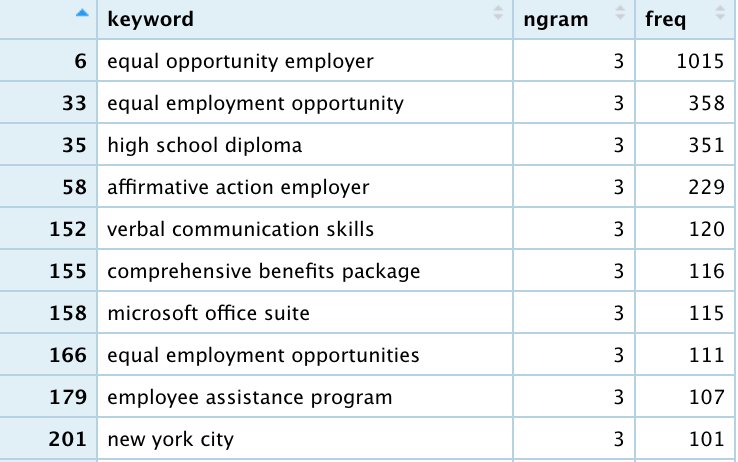 keyword ngram freq
6 equal opportunity employer 3 1015
33 equal employment opportunity 3 358
35 high school diploma 3 351
58 affirmative action employer 3 229
152 verbal communication skills 3 120
155 comprehensive benefits package 3 116
158 microsoft office suite 3 115
166 equal employment opportunities 3 111
179 employee assistance program 3 107
201 new york city 3 101